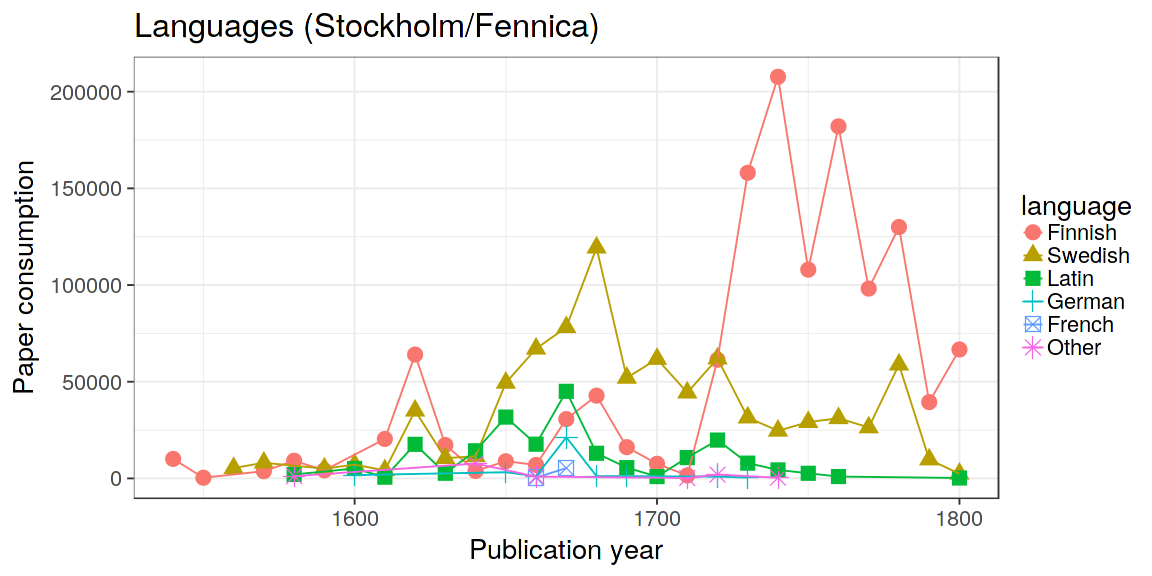 Languages (Stockholm/Fennica)
Paper consumption
200000
150000
100000
50000
0
1600
1700
1800
Publication year
language
Finnish
Swedish
Latin
German
French
Other